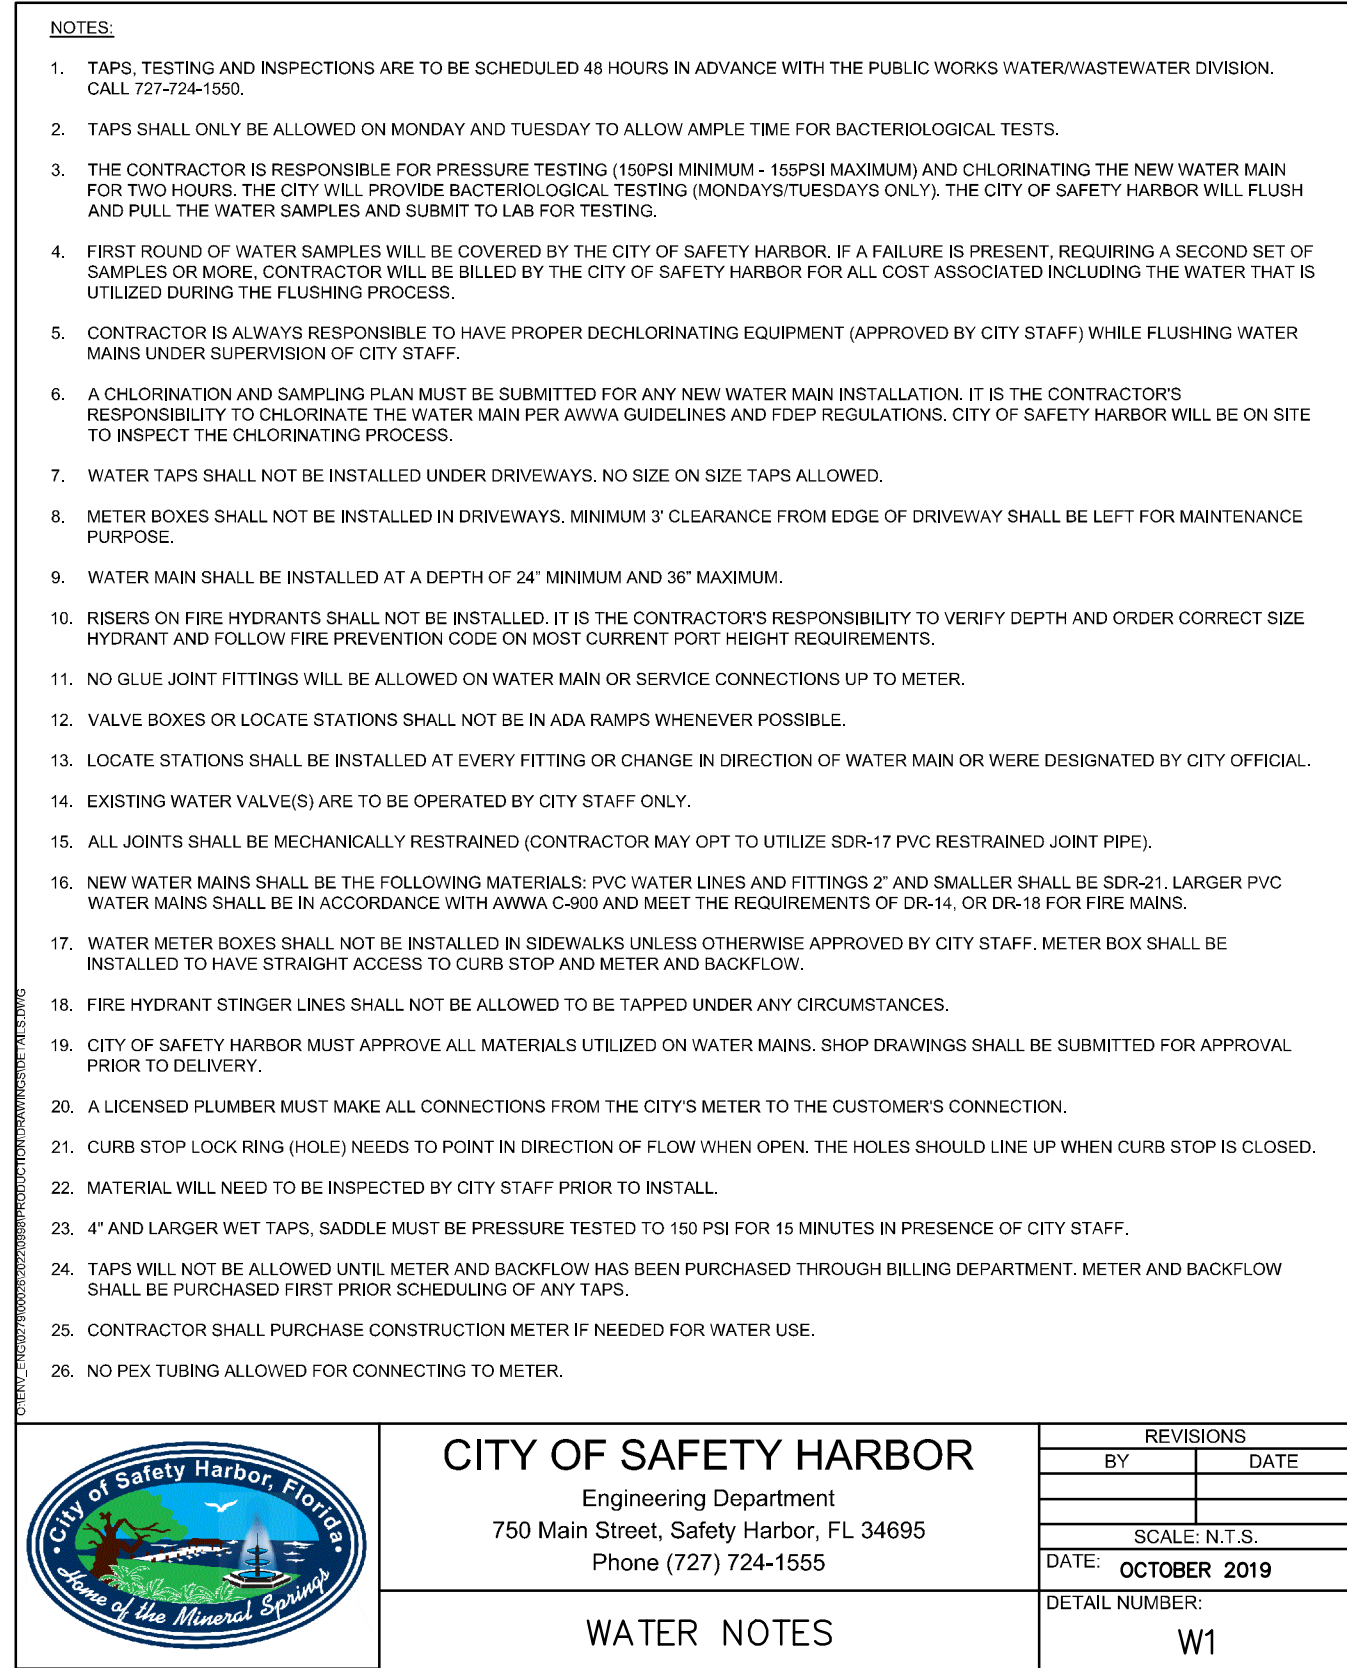 NOTES:
1. TAPS, TESTING AND INSPECTIONS ARE TO BE SCHEDULED 48 HOURS IN ADVANCE WITH THE PUBLIC WORKS WATER/WASTEWATER DIVISION.
CALL 727-724-1550.
2. TAPS SHALL ONLY BE ALLOWED ON MONDAY AND TUESDAY TO ALLOW AMPLE TIME FOR BACTERIOLOGICAL TESTS.
3. THE CONTRACTOR IS RESPONSIBLE FOR PRESSURE TESTING (150PSI MINIMUM - 155PSI MAXIMUM) AND CHLORINATING THE NEW WATER MAIN
FOR TWO HOURS. THE CITY WILL PROVIDE BACTERIOLOGICAL TESTING (MONDAYS/TUESDAYS ONLY). THE CITY OF SAFETY HARBOR WILL FLUSH
AND PULL THE WATER SAMPLES AND SUBMIT TO LAB FOR TESTING.
4. FIRST ROUND OF WATER SAMPLES WILL BE COVERED BY THE CITY OF SAFETY HARBOR. IF A FAILURE IS PRESENT, REQUIRING A SECOND SET OF
SAMPLES OR MORE, CONTRACTOR WILL BE BILLED BY THE CITY OF SAFETY HARBOR FOR ALL COST ASSOCIATED INCLUDING THE WATER THAT IS
UTILIZED DURING THE FLUSHING PROCESS.
5. CONTRACTOR IS ALWAYS RESPONSIBLE TO HAVE PROPER DECHLORINATING EQUIPMENT (APPROVED BY CITY STAFF) WHILE FLUSHING WATER
MAINS UNDER SUPERVISION OF CITY STAFF.
6. A CHLORINATION AND SAMPLING PLAN MUST BE SUBMITTED FOR ANY NEW WATER MAIN INSTALLATION. IT IS THE CONTRACTOR'S
RESPONSIBILITY TO CHLORINATE THE WATER MAIN PER AWWA GUIDELINES AND FDEP REGULATIONS. CITY OF SAFETY HARBOR WILL BE ON SITE
TO INSPECT THE CHLORINATING PROCESS.
7. WATER TAPS SHALL NOT BE INSTALLED UNDER DRIVEWAYS. NO SIZE ON SIZE TAPS ALLOWED.
8. METER BOXES SHALL NOT BE INSTALLED IN DRIVEWAYS. MINIMUM 3' CLEARANCE FROM EDGE OF DRIVEWAY SHALL BE LEFT FOR MAINTENANCE
PURPOSE.
9. WATER MAIN SHALL BE INSTALLED AT A DEPTH OF 24” MINIMUM AND 36” MAXIMUM.
10. RISERS ON FIRE HYDRANTS SHALL NOT BE INSTALLED. IT IS THE CONTRACTOR'S RESPONSIBILITY TO VERIFY DEPTH AND ORDER CORRECT SIZE
HYDRANT AND FOLLOW FIRE PREVENTION CODE ON MOST CURRENT PORT HEIGHT REQUIREMENTS.
11. NO GLUE JOINT FITTINGS WILL BE ALLOWED ON WATER MAIN OR SERVICE CONNECTIONS UP TO METER.
12. VALVE BOXES OR LOCATE STATIONS SHALL NOT BE IN ADA RAMPS WHENEVER POSSIBLE.
13. LOCATE STATIONS SHALL BE INSTALLED AT EVERY FITTING OR CHANGE IN DIRECTION OF WATER MAIN OR WERE DESIGNATED BY CITY OFFICIAL.
14. EXISTING WATER VALVE(S) ARE TO BE OPERATED BY CITY STAFF ONLY.
15. ALL JOINTS SHALL BE MECHANICALLY RESTRAINED (CONTRACTOR MAY OPT TO UTILIZE SDR-17 PVC RESTRAINED JOINT PIPE).
16. NEW WATER MAINS SHALL BE THE FOLLOWING MATERIALS: PVC WATER LINES AND FITTINGS 2” AND SMALLER SHALL BE SDR-21. LARGER PVC
WATER MAINS SHALL BE IN ACCORDANCE WITH AWWA C-900 AND MEET THE REQUIREMENTS OF DR-14, OR DR-18 FOR FIRE MAINS.
17. WATER METER BOXES SHALL NOT BE INSTALLED IN SIDEWALKS UNLESS OTHERWISE APPROVED BY CITY STAFF. METER BOX SHALL BE
INSTALLED TO HAVE STRAIGHT ACCESS TO CURB STOP AND METER AND BACKFLOW.
18. FIRE HYDRANT STINGER LINES SHALL NOT BE ALLOWED TO BE TAPPED UNDER ANY CIRCUMSTANCES.
19. CITY OF SAFETY HARBOR MUST APPROVE ALL MATERIALS UTILIZED ON WATER MAINS. SHOP DRAWINGS SHALL BE SUBMITTED FOR APPROVAL
PRIOR TO DELIVERY.
20. A LICENSED PLUMBER MUST MAKE ALL CONNECTIONS FROM THE CITY'S METER TO THE CUSTOMER'S CONNECTION.
21. CURB STOP LOCK RING (HOLE) NEEDS TO POINT IN DIRECTION OF FLOW WHEN OPEN. THE HOLES SHOULD LINE UP WHEN CURB STOP IS CLOSED.
22. MATERIAL WILL NEED TO BE INSPECTED BY CITY STAFF PRIOR TO INSTALL.
23. 4" AND LARGER WET TAPS, SADDLE MUST BE PRESSURE TESTED TO 150 PSI FOR 15 MINUTES IN PRESENCE OF CITY STAFF.
24. TAPS WILL NOT BE ALLOWED UNTIL METER AND BACKFLOW HAS BEEN PURCHASED THROUGH BILLING DEPARTMENT. METER AND BACKFLOW
SHALL BE PURCHASED FIRST PRIOR SCHEDULING OF ANY TAPS.
25. CONTRACTOR SHALL PURCHASE CONSTRUCTION METER IF NEEDED FOR WATER USE.
26. NO PEX TUBING ALLOWED FOR CONNECTING TO METER.
O:\ENV_ENG\0279\00026\2022\0998\PRODUCTION\DRAWINGS\DETAILS.DWG
City of Safety Harbor, Florida
Home of the Mineral Springs
CITY OF SAFETY HARBOR
Engineering Department
750 Main Street, Safety Harbor, FL 34695
Phone (727) 724-1555
WATER NOTES
REVISIONS
BY DATE
SCALE: N.T.S.
DATE: OCTOBER 2019
DETAIL NUMBER:
W1